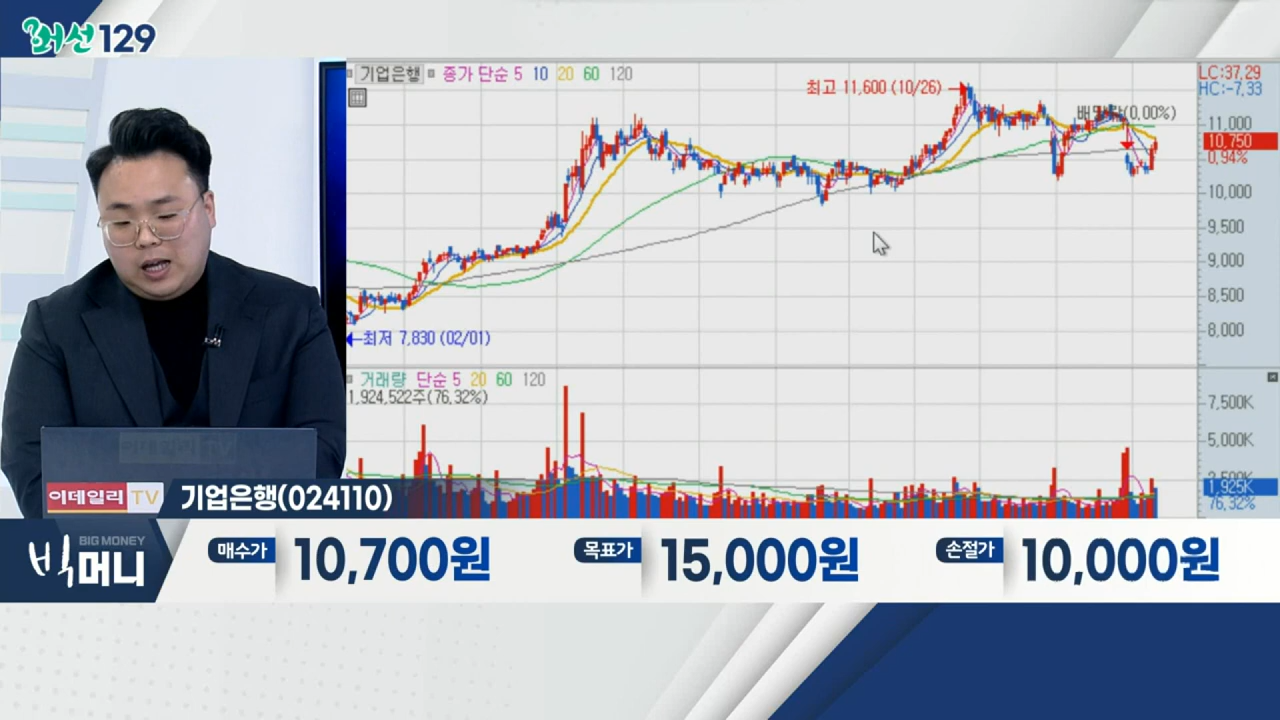 머선129
기업은행 종가 단순 5 10 20 60 120
최고 11,600 (10/26)
(0,00%)
LC:37,29
HC:-7,33
11,000
10,750
0,94%
10,000
9,500
9,000
8,500
8,000
최저 7,830 (02/01)
거래량 단순 5 20 60 120
1,924,522주(76,32%)
7,500K
5,000K
1,925K
76,32%
이데일리 TV
기업은행(024110)
BIG MONEY
빅머니
매수가 10,700원
목표가 15,000원
손절가 10,000원